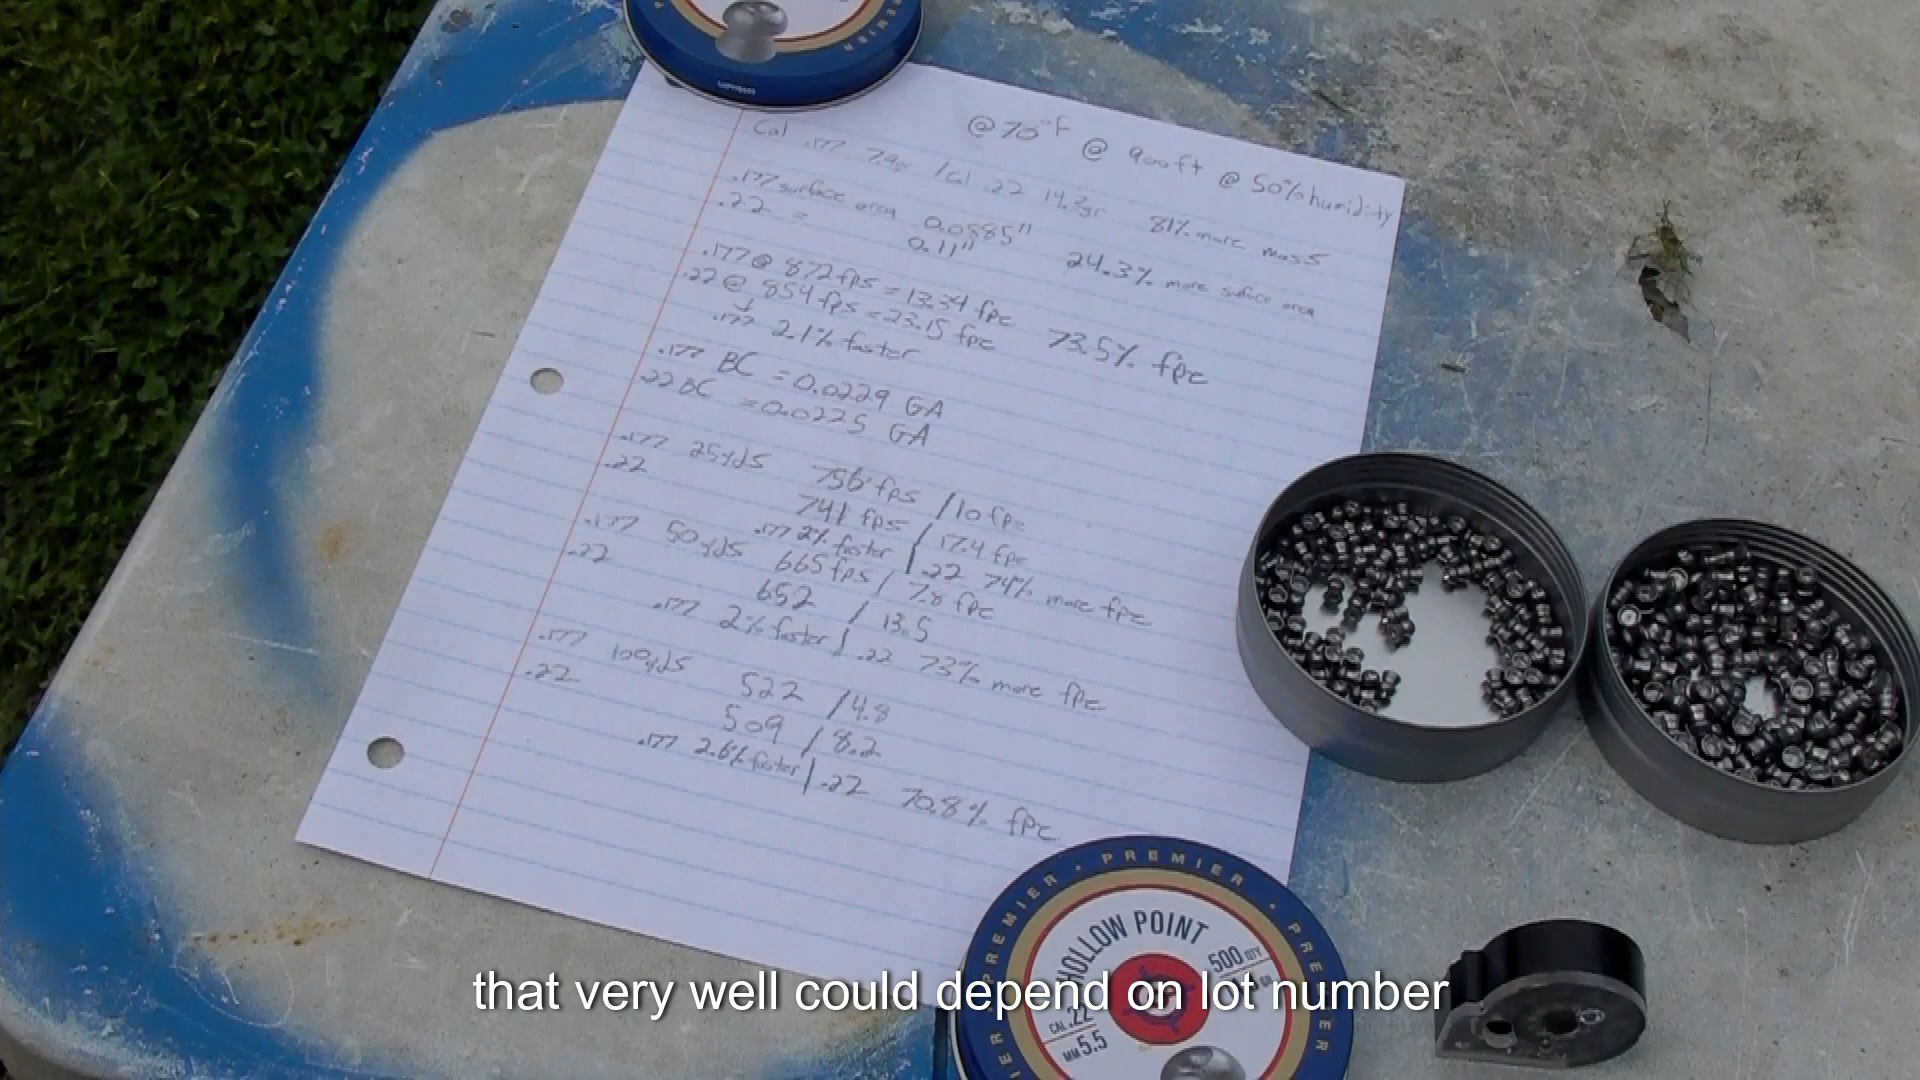 PREMIER
@ 70°F @ 900ft @ 50% humidity
Cal .177 7.9gr / Cal .22 14.3gr 81% more mass
.177 surface area 0.0885"
.22 = 0.11" 24.3% more surface area
.177 @ 872 fps = 13.34 fpe
.22 @ 854 fps = 23.15 fpe 73.5% fpe
.177 2.1% faster
.177 BC = 0.0229 GA
.22 BC = 0.0225 GA
.177 25yds 756 fps / 10 fpe
.22 741 fps / 17.4 fpe
.177 2% faster | .22 74% more fpe
.177 50yds 665 fps / 7.8 fpe
.22 652 / 13.5
.177 2% faster | .22 73% more fpe
.177 100yds 522 / 4.8
.22 509 / 8.2
.177 2.6% faster | .22 70.8% fpe
PREMIER • PREMIER • PREMIER
HOLLOW POINT
500 QTY
CAL .22
MM 5.5
that very well could depend on lot number